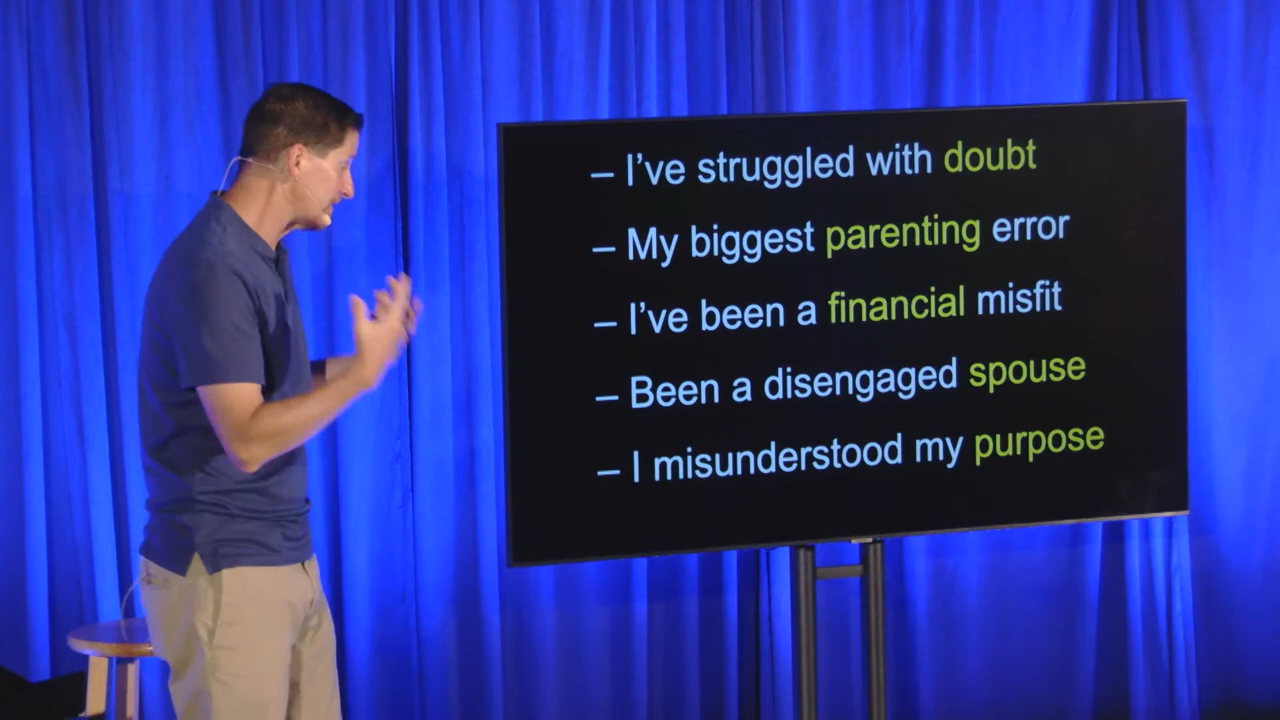 – I've struggled with doubt
– My biggest parenting error
– I've been a financial misfit
– Been a disengaged spouse
– I misunderstood my purpose